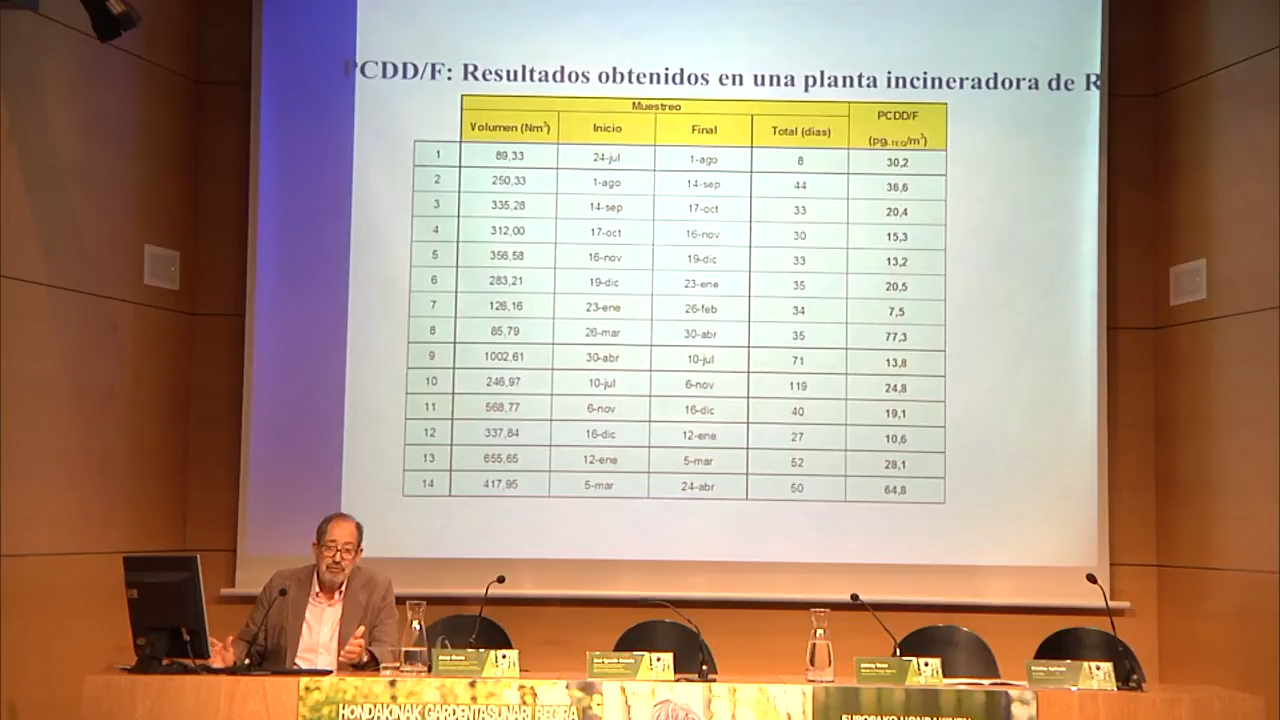 PCDD/F: Resultados obtenidos en una planta incineradora de R
Muestreo
PCDD/F
Volumen (Nm³) Inicio Final Total (días) (pg I-TEQ/m³)
1 89,33 24-jul 1-ago 8 30,2
2 250,33 1-ago 14-sep 44 36,6
3 335,28 14-sep 17-oct 33 20,4
4 312,00 17-oct 16-nov 30 15,3
5 356,58 16-nov 19-dic 33 13,2
6 283,21 19-dic 23-ene 35 20,5
7 126,16 23-ene 26-feb 34 7,5
8 85,79 26-mar 30-abr 35 77,3
9 1002,61 30-abr 10-jul 71 13,8
10 246,97 10-jul 6-nov 119 24,8
11 568,77 6-nov 16-dic 40 19,1
12 337,84 16-dic 12-ene 27 10,6
13 655,65 12-ene 5-mar 52 28,1
14 417,95 5-mar 24-abr 50 64,8
HONDAKINAK GARDENTASUNARI BEGIRA
EUROPAKO HONDAKINEN